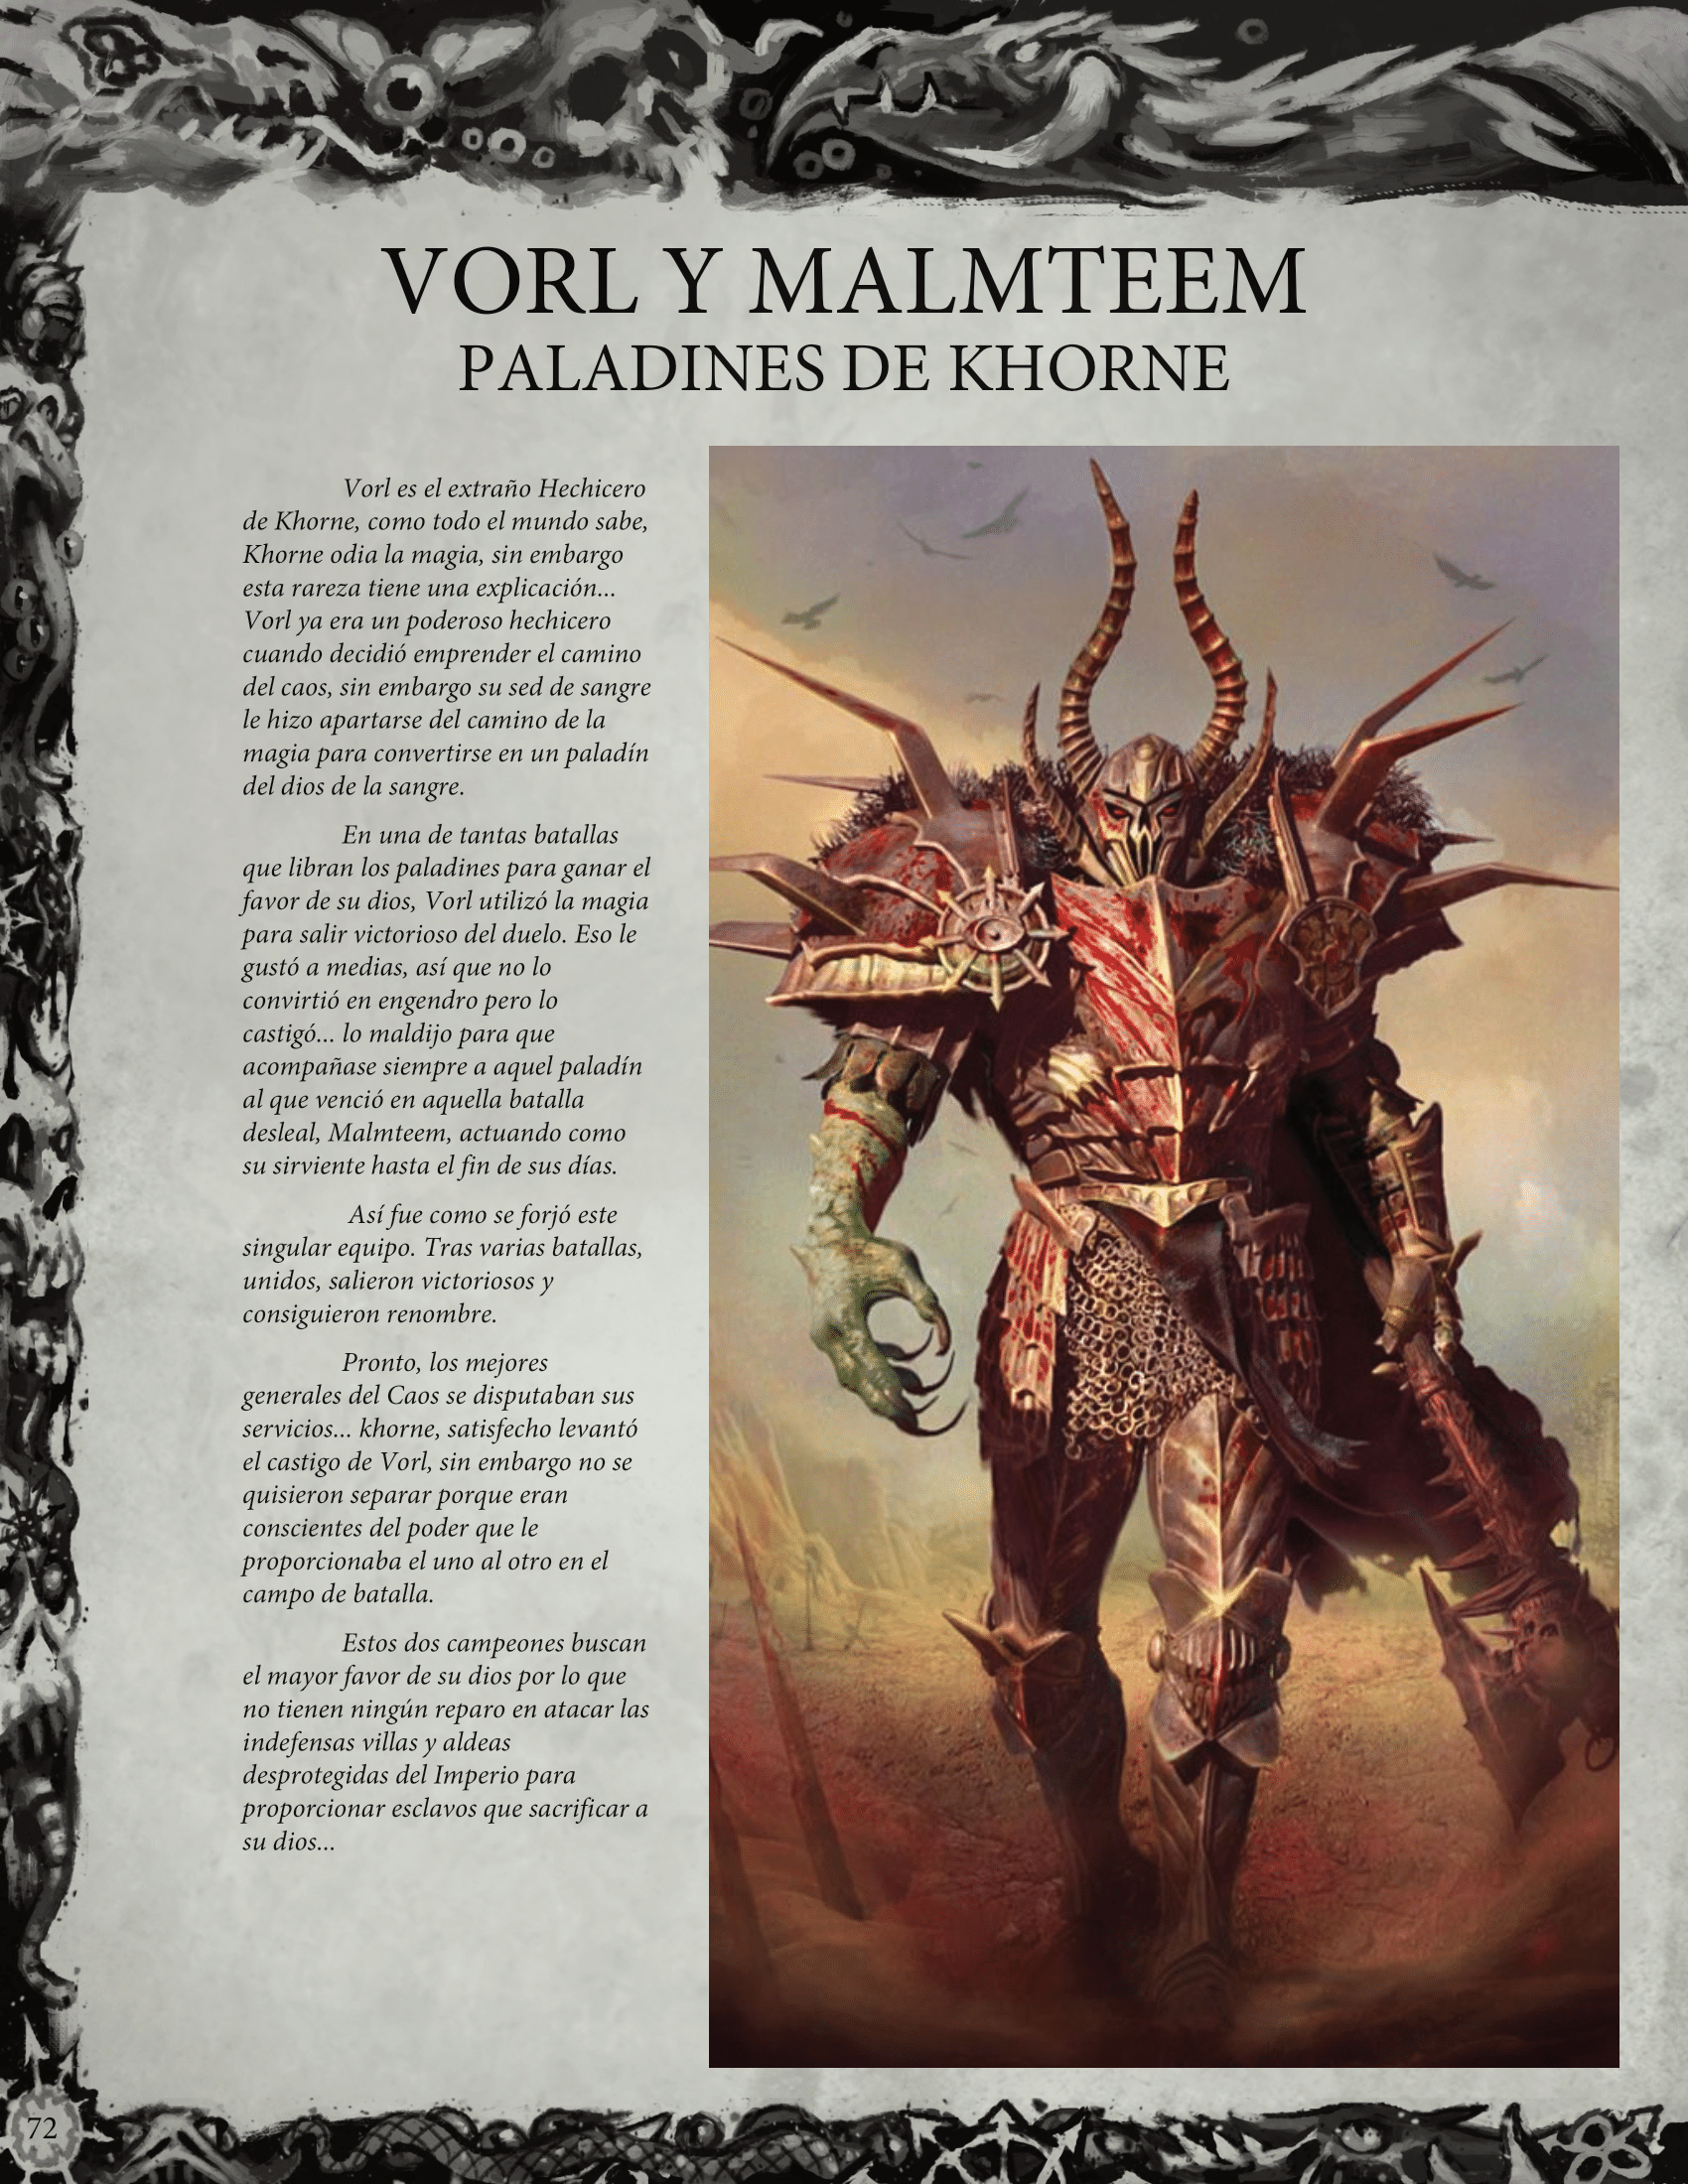 VORL Y MALMTEEM
PALADINES DE KHORNE
Vorl es el extraño Hechicero
de Khorne, como todo el mundo sabe,
Khorne odia la magia, sin embargo
esta rareza tiene una explicación...
Vorl ya era un poderoso hechicero
cuando decidió emprender el camino
del caos, sin embargo su sed de sangre
le hizo apartarse del camino de la
magia para convertirse en un paladín
del dios de la sangre.
En una de tantas batallas
que libran los paladines para ganar el
favor de su dios, Vorl utilizó la magia
para salir victorioso del duelo. Eso le
gustó a medias, así que no lo
convirtió en engendro pero lo
castigó... lo maldijo para que
acompañase siempre a aquel paladín
al que venció en aquella batalla
desleal, Malmteem, actuando como
su sirviente hasta el fin de sus días.
Así fue como se forjó este
singular equipo. Tras varias batallas,
unidos, salieron victoriosos y
consiguieron renombre.
Pronto, los mejores
generales del Caos se disputaban sus
servicios... khorne, satisfecho levantó
el castigo de Vorl, sin embargo no se
quisieron separar porque eran
conscientes del poder que le
proporcionaba el uno al otro en el
campo de batalla.
Estos dos campeones buscan
el mayor favor de su dios por lo que
no tienen ningún reparo en atacar las
indefensas villas y aldeas
desprotegidas del Imperio para
proporcionar esclavos que sacrificar a
su dios...
72